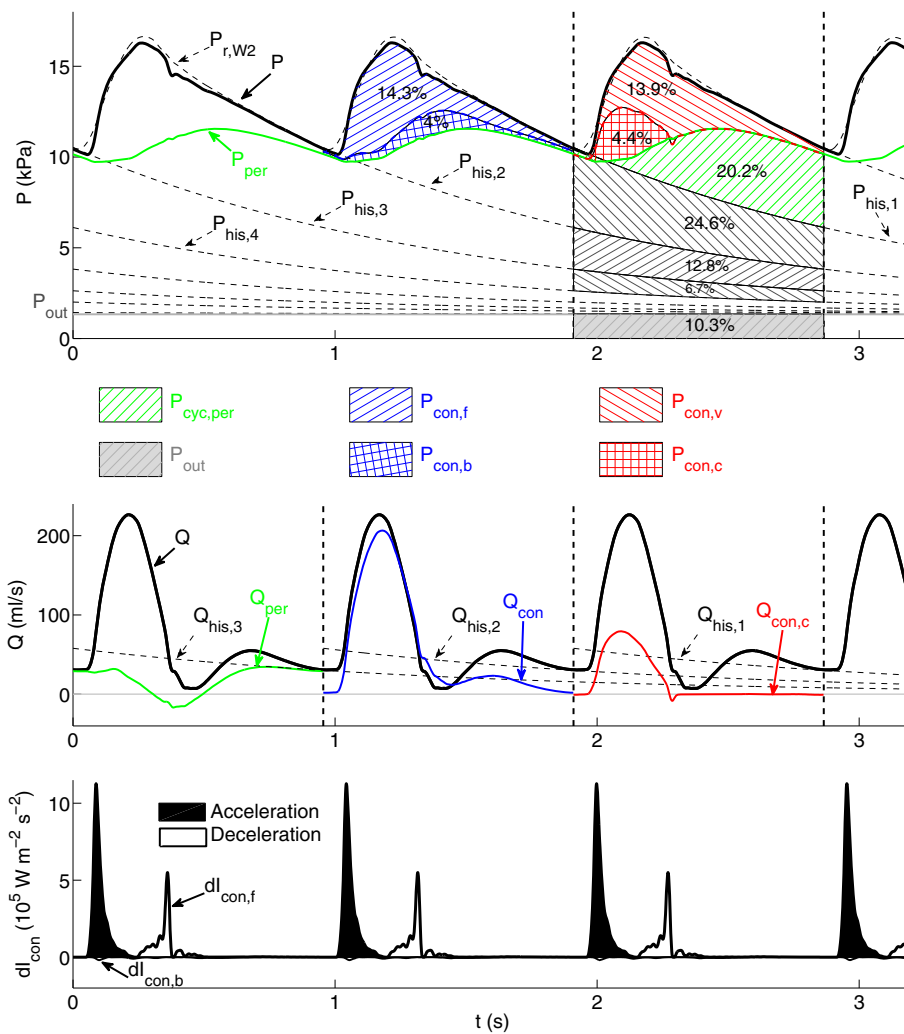 P_r,W2
P
P_per
14.3%
4%
13.9%
4.4%
20.2%
24.6%
12.8%
6.7%
10.3%
P_his,2
P_his,3
P_his,4
P_his,1
P_out
P (kPa)
15
10
5
0
0 1 2 3
P_cyc,per P_con,f P_con,v
P_out P_con,b P_con,c
Q (ml/s)
200
100
0
Q
Q_per
Q_his,3
Q_his,2
Q_con
Q_his,1
Q_con,c
0 1 2 3
dI_con (10^5 W m^−2 s^−2)
10
5
0
Acceleration
Deceleration
dI_con,f
dI_con,b
0 1 2 3
t (s)